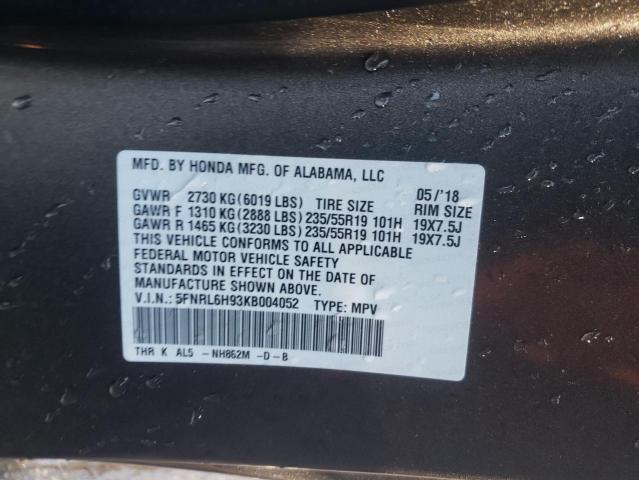 MFD. BY HONDA MFG. OF ALABAMA, LLC
GVWR 2730 KG(6019 LBS) TIRE SIZE 05/'18 RIM SIZE
GAWR F 1310 KG(2888 LBS) 235/55R19 101H 19X7.5J
GAWR R 1465 KG(3230 LBS) 235/55R19 101H 19X7.5J
THIS VEHICLE CONFORMS TO ALL APPLICABLE
FEDERAL MOTOR VEHICLE SAFETY
STANDARDS IN EFFECT ON THE DATE OF
MANUFACTURE SHOWN ABOVE.
V.I.N.: 5FNRL6H93KB004052 TYPE: MPV
THR K AL5 -NH862M -D-B